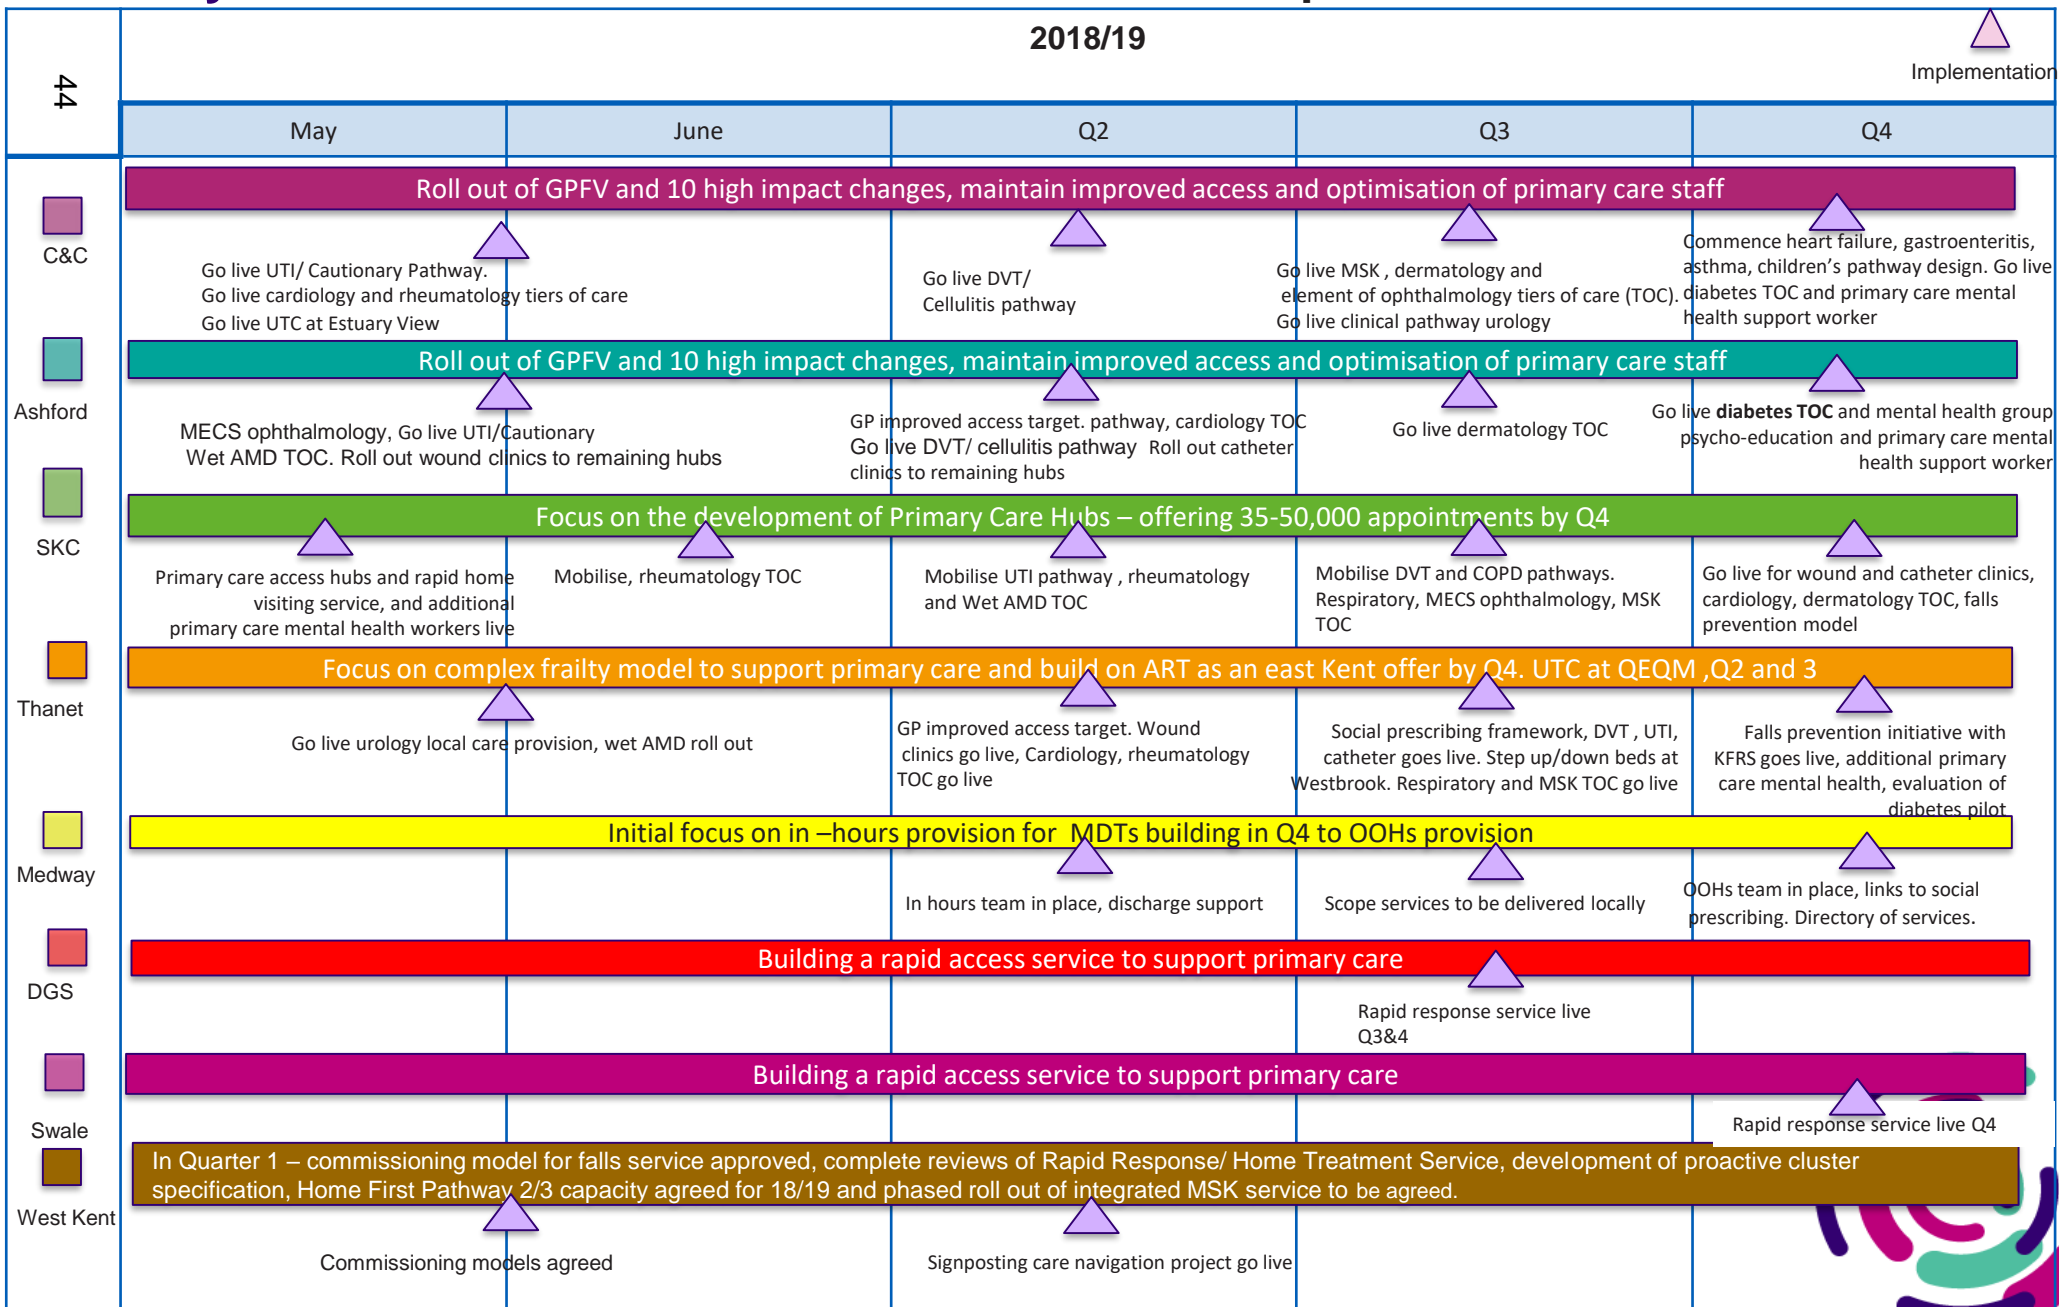 2018/19
Implementation
44
May
June
Q2
Q3
Q4
Roll out of GPFV and 10 high impact changes, maintain improved access and optimisation of primary care staff
C&C
Go live UTI/ Cautionary Pathway.
Go live cardiology and rheumatology tiers of care
Go live UTC at Estuary View
Go live DVT/
Cellulitis pathway
Go live MSK , dermatology and
element of ophthalmology tiers of care (TOC).
Go live clinical pathway urology
Commence heart failure, gastroenteritis,
asthma, children's pathway design. Go live
diabetes TOC and primary care mental
health support worker
Roll out of GPFV and 10 high impact changes, maintain improved access and optimisation of primary care staff
Ashford
MECS ophthalmology, Go live UTI/Cautionary
Wet AMD TOC. Roll out wound clinics to remaining hubs
GP improved access target. pathway, cardiology TOC
Go live DVT/ cellulitis pathway Roll out catheter
clinics to remaining hubs
Go live dermatology TOC
Go live diabetes TOC and mental health group
psycho-education and primary care mental
health support worker
Focus on the development of Primary Care Hubs – offering 35-50,000 appointments by Q4
SKC
Primary care access hubs and rapid home
visiting service, and additional
primary care mental health workers live
Mobilise, rheumatology TOC
Mobilise UTI pathway , rheumatology
and Wet AMD TOC
Mobilise DVT and COPD pathways.
Respiratory, MECS ophthalmology, MSK
TOC
Go live for wound and catheter clinics,
cardiology, dermatology TOC, falls
prevention model
Focus on complex frailty model to support primary care and build on ART as an east Kent offer by Q4. UTC at QEQM ,Q2 and 3
Thanet
Go live urology local care provision, wet AMD roll out
GP improved access target. Wound
clinics go live, Cardiology, rheumatology
TOC go live
Social prescribing framework, DVT , UTI,
catheter goes live. Step up/down beds at
Westbrook. Respiratory and MSK TOC go live
Falls prevention initiative with
KFRS goes live, additional primary
care mental health, evaluation of
diabetes pilot
Initial focus on in –hours provision for MDTs building in Q4 to OOHs provision
Medway
In hours team in place, discharge support
Scope services to be delivered locally
OOHs team in place, links to social
prescribing. Directory of services.
Building a rapid access service to support primary care
DGS
Rapid response service live
Q3&4
Building a rapid access service to support primary care
Swale
Rapid response service live Q4
In Quarter 1 – commissioning model for falls service approved, complete reviews of Rapid Response/ Home Treatment Service, development of proactive cluster
specification, Home First Pathway 2/3 capacity agreed for 18/19 and phased roll out of integrated MSK service to be agreed.
West Kent
Commissioning models agreed
Signposting care navigation project go live